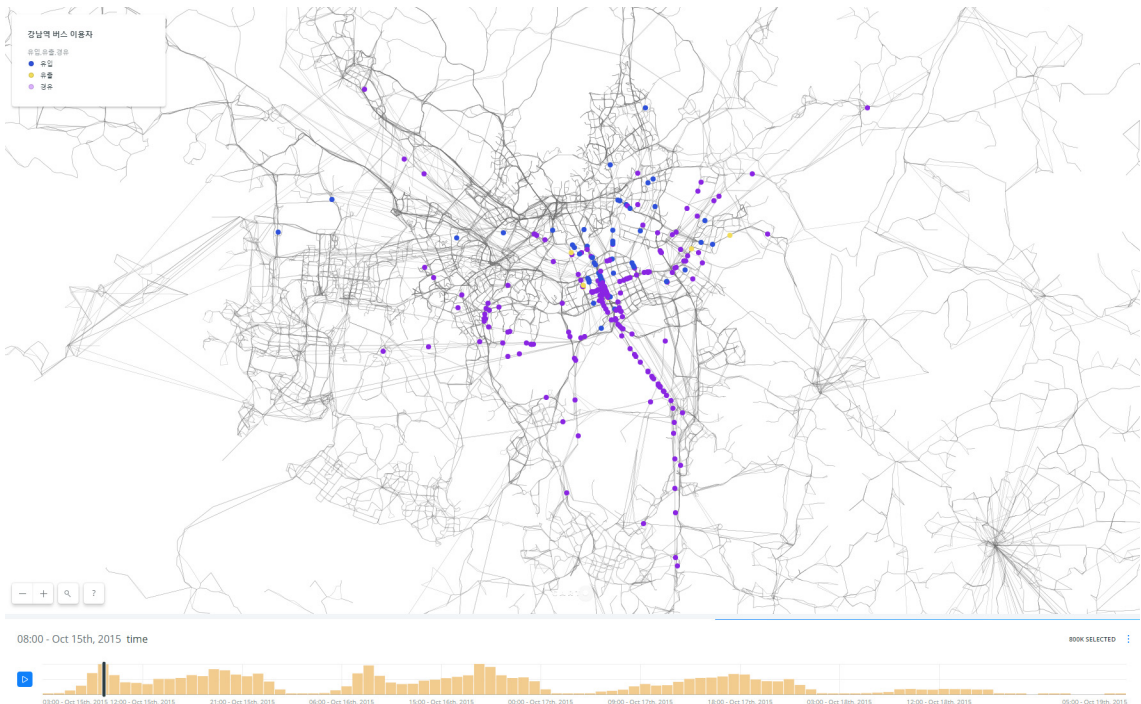 강남역 버스 이용자
유입,유출,경유
유입
유출
경유
08:00 - Oct 15th, 2015 time
800K SELECTED
03:00 - Oct 15th, 2015
12:00 - Oct 15th, 2015
21:00 - Oct 15th, 2015
06:00 - Oct 16th, 2015
15:00 - Oct 16th, 2015
00:00 - Oct 17th, 2015
09:00 - Oct 17th, 2015
18:00 - Oct 17th, 2015
03:00 - Oct 18th, 2015
12:00 - Oct 18th, 2015
05:00 - Oct 19th, 2015